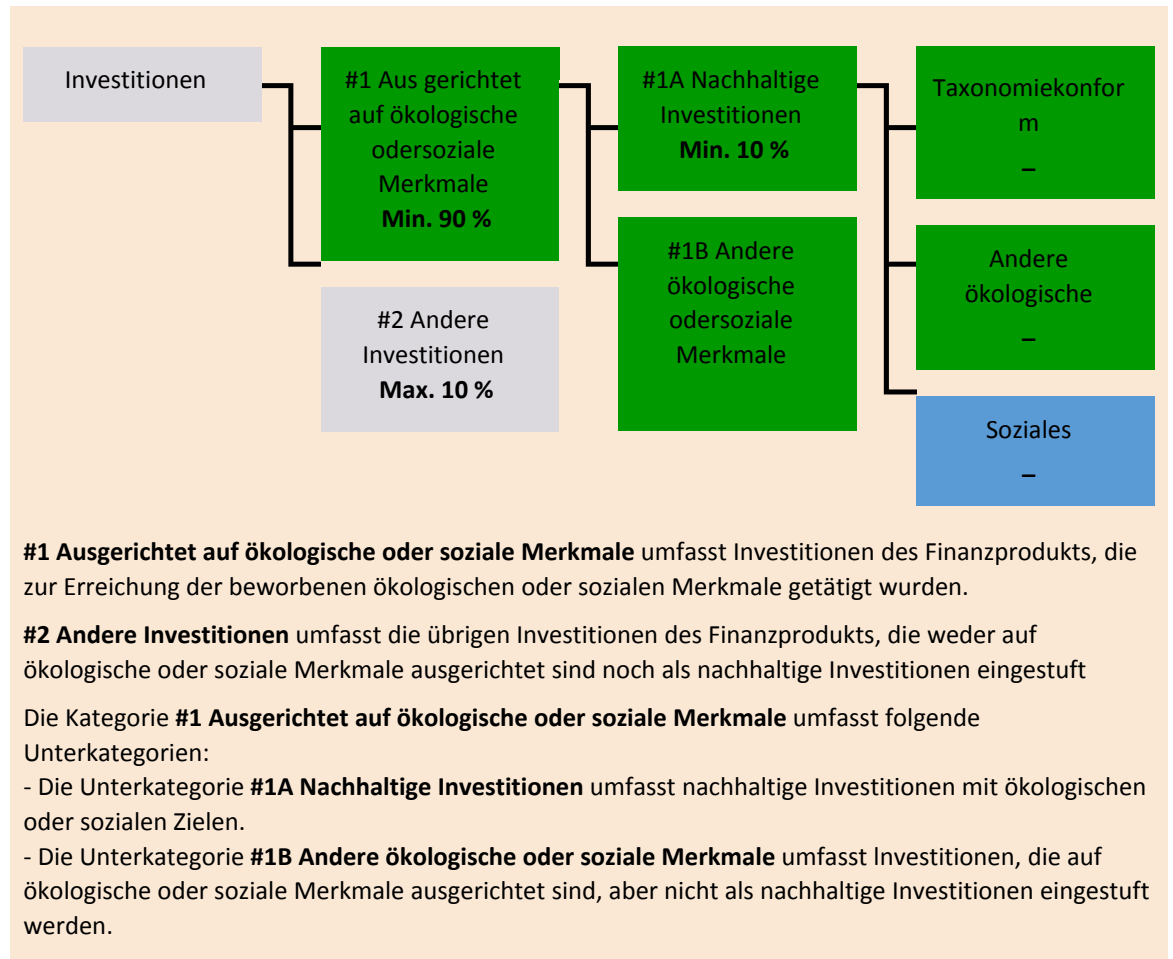 Investitionen
#1 Aus gerichtet
auf ökologische
odersoziale
Merkmale
Min. 90 %
#2 Andere
Investitionen
Max. 10 %
#1A Nachhaltige
Investitionen
Min. 10 %
#1B Andere
ökologische
odersoziale
Merkmale
Taxonomiekonfor
m
–
Andere
ökologische
–
Soziales
–
#1 Ausgerichtet auf ökologische oder soziale Merkmale umfasst Investitionen des Finanzprodukts, die
zur Erreichung der beworbenen ökologischen oder sozialen Merkmale getätigt wurden.
#2 Andere Investitionen umfasst die übrigen Investitionen des Finanzprodukts, die weder auf
ökologische oder soziale Merkmale ausgerichtet sind noch als nachhaltige Investitionen eingestuft
Die Kategorie #1 Ausgerichtet auf ökologische oder soziale Merkmale umfasst folgende
Unterkategorien:
- Die Unterkategorie #1A Nachhaltige Investitionen umfasst nachhaltige Investitionen mit ökologischen
oder sozialen Zielen.
- Die Unterkategorie #1B Andere ökologische oder soziale Merkmale umfasst lnvestitionen, die auf
ökologische oder soziale Merkmale ausgerichtet sind, aber nicht als nachhaltige Investitionen eingestuft
werden.